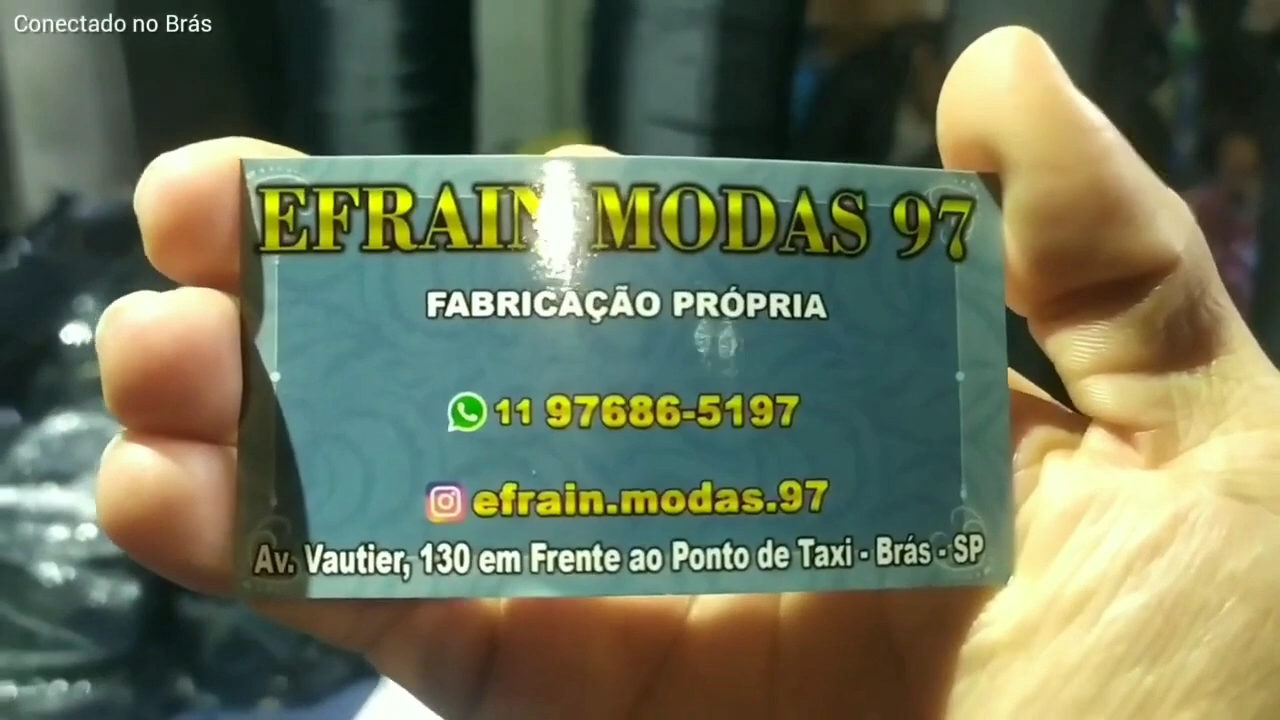 Conectado no Brás
EFRAIN MODAS 97
FABRICAÇÃO PRÓPRIA
11 97686-5197
efrain.modas.97
Av. Vautier, 130 em Frente ao Ponto de Taxi - Brás - SP